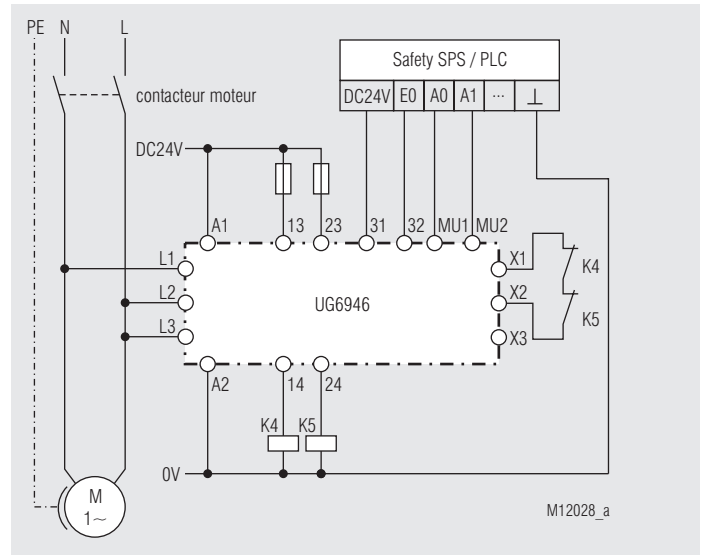 PE N L
Safety SPS / PLC
DC24V E0 A0 A1 ... ⊥
contacteur moteur
DC24V
A1 13 23 31 32 MU1 MU2
L1 X1
K4
L2 UG6946 X2
K5
L3 X3
A2 14 24
K4 K5
0V
M
1~
M12028_a